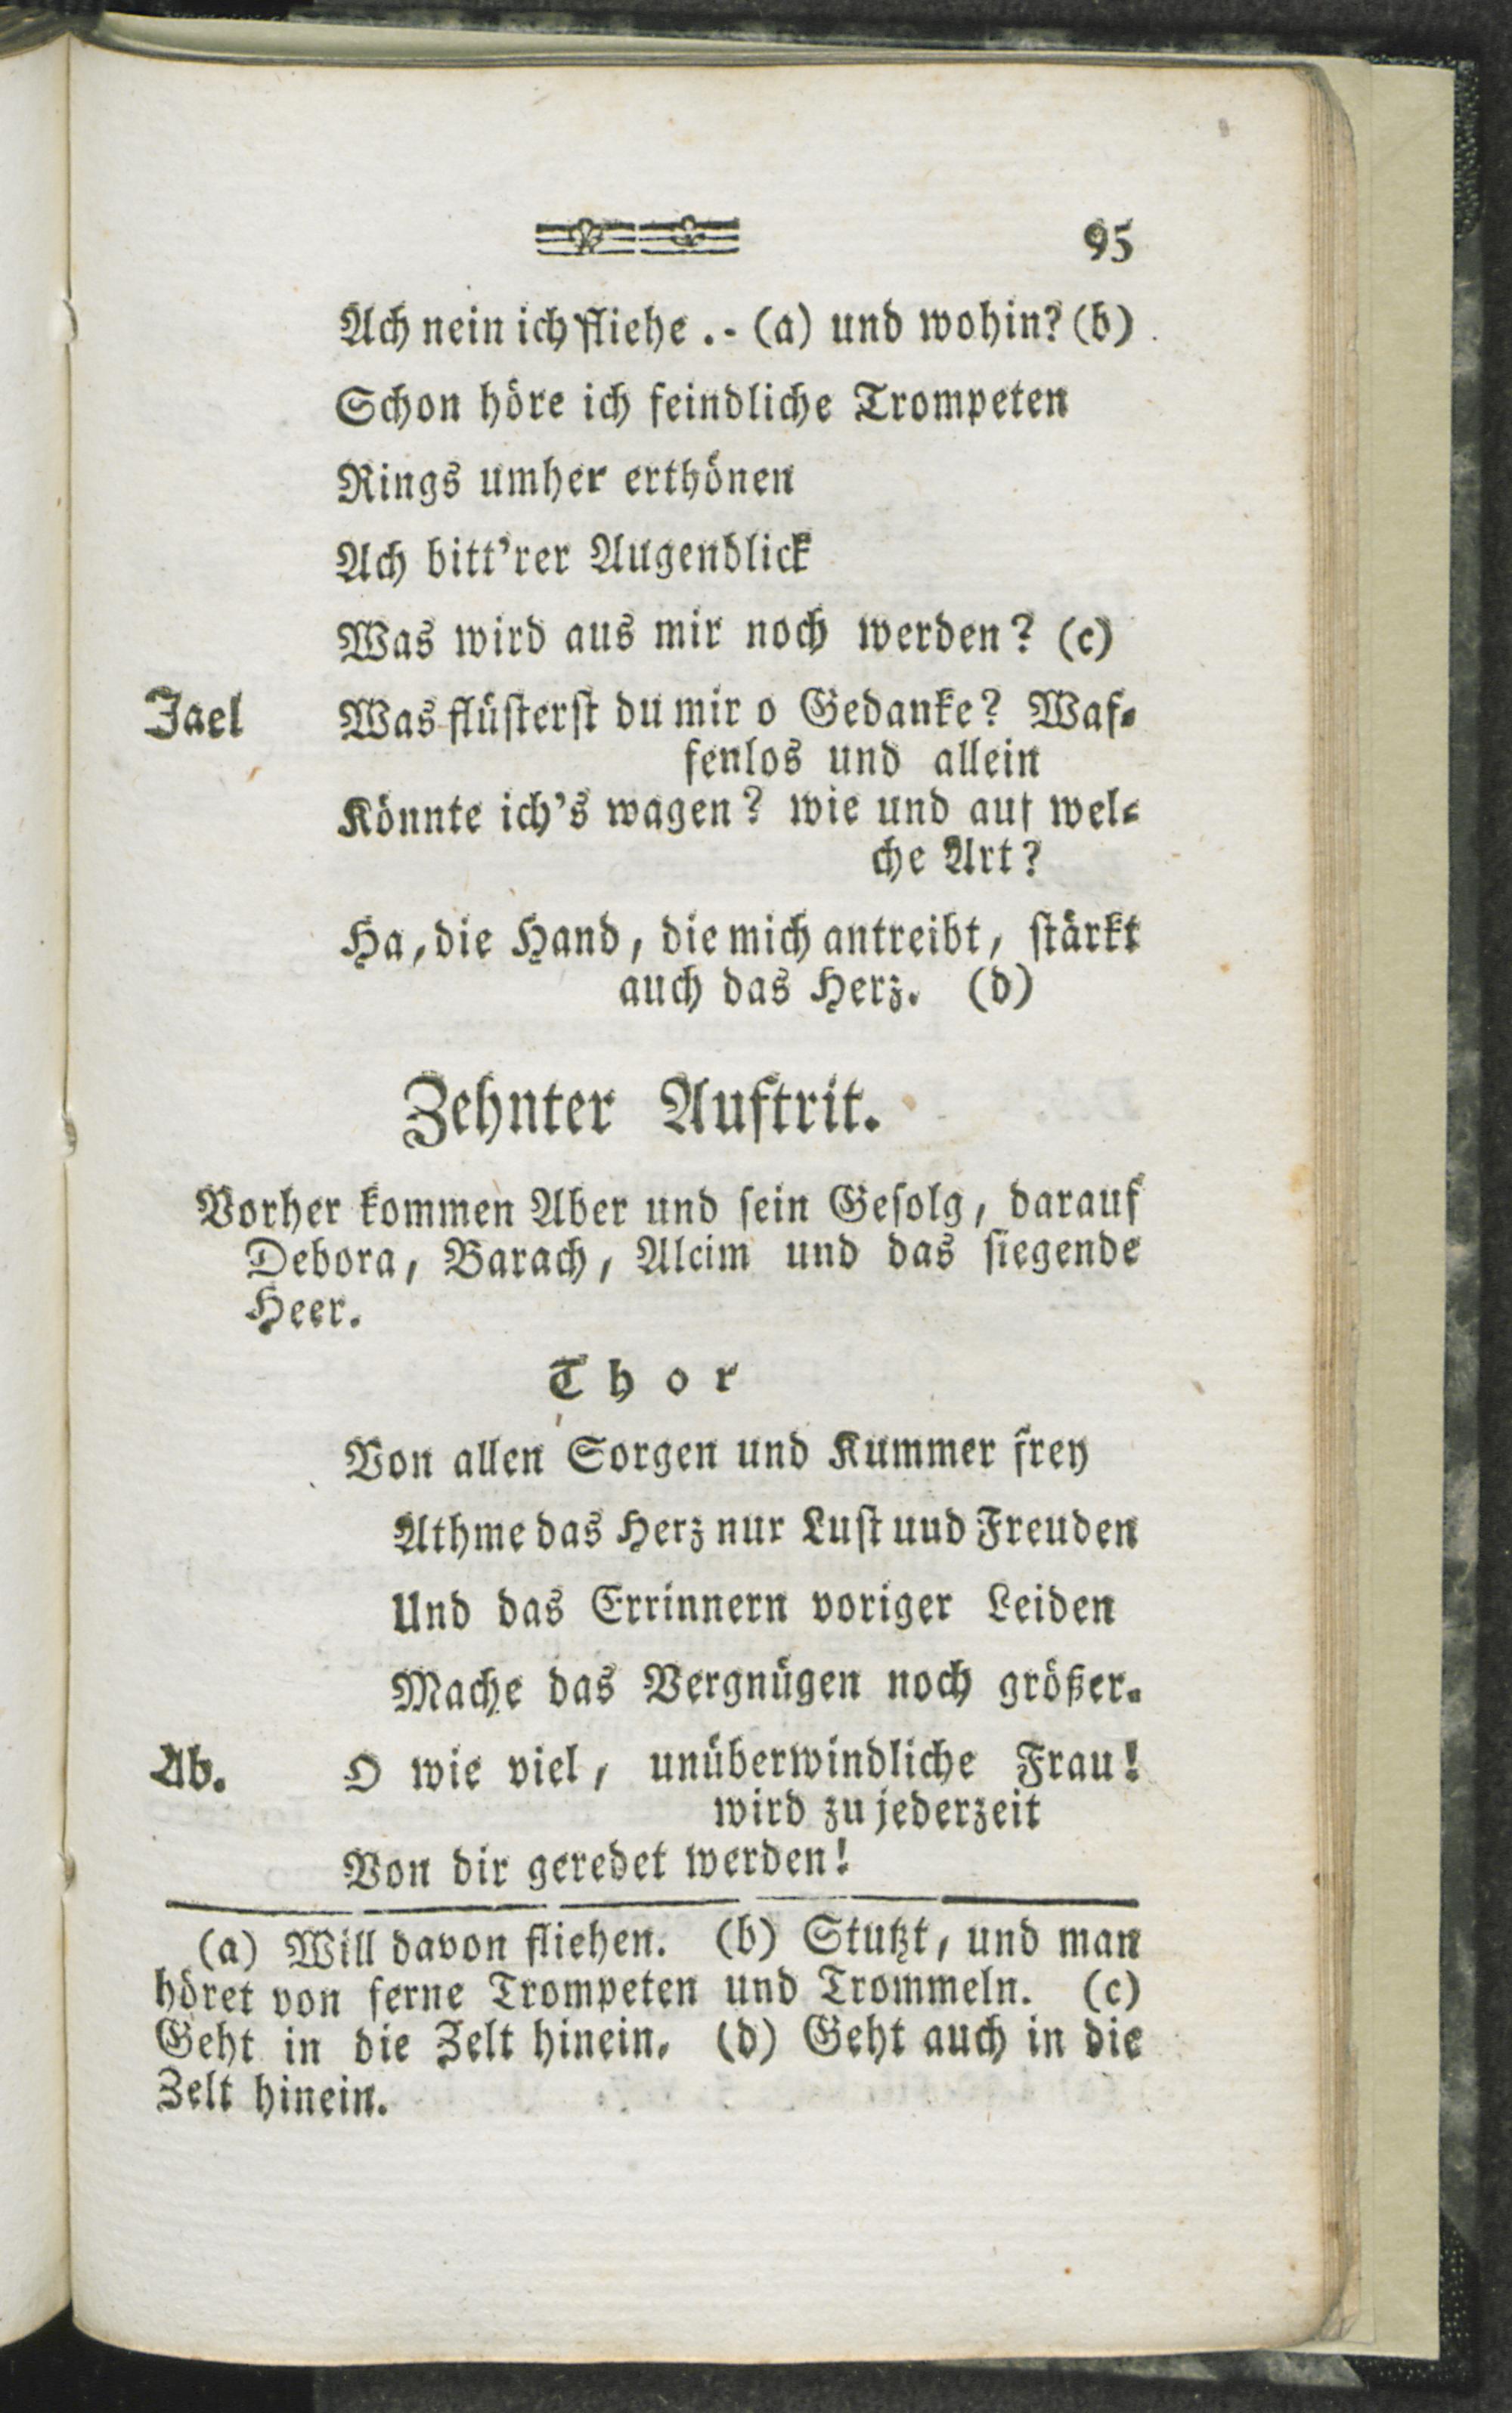 95
Ach nein ich fliehe .- (a) und wohin? (b)
Schon höre ich feindliche Trompeten
Rings umher erthönen
Ach bitt'rer Augenblick
Was wird aus mir noch werden? (c)
Jael Was flüsterst du mir o Gedanke? Waf-
fenlos und allein
Könnte ich's wagen? wie und auf wel-
che Art?
Ha, die Hand, die mich antreibt, stärkt
auch das Herz. (d)
Zehnter Auftrit.
Vorher kommen Aber und sein Gefolg, darauf
Debora, Barach, Alcim und das siegende
Heer.
Thor
Von allen Sorgen und Kummer frey
Athme das Herz nur Lust uud Freuden
Und das Errinnern voriger Leiden
Mache das Vergnügen noch größer.
Ab. O wie viel, unüberwindliche Frau!
wird zu jederzeit
Von dir geredet werden!
(a) Will davon fliehen. (b) Stutzt, und man
höret von ferne Trompeten und Trommeln. (c)
Geht in die Zelt hinein. (d) Geht auch in die
Zelt hinein.